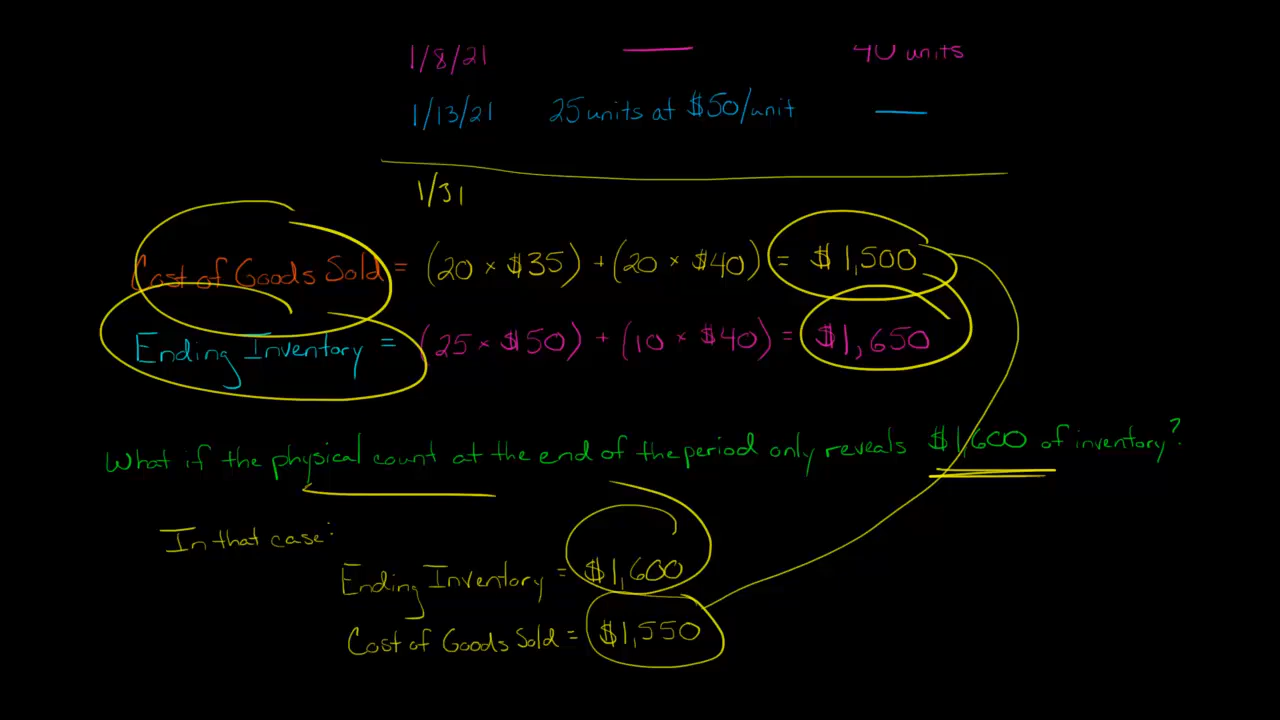 1/8/21 — 40 units
1/13/21 25 units at $50/unit —
1/31
Cost of Goods Sold = (20 × $35) + (20 × $40) = $1,500
Ending Inventory = (25 × $50) + (10 × $40) = $1,650
What if the physical count at the end of the period only reveals $1,600 of inventory?
In that case:
Ending Inventory = $1,600
Cost of Goods Sold = $1,550